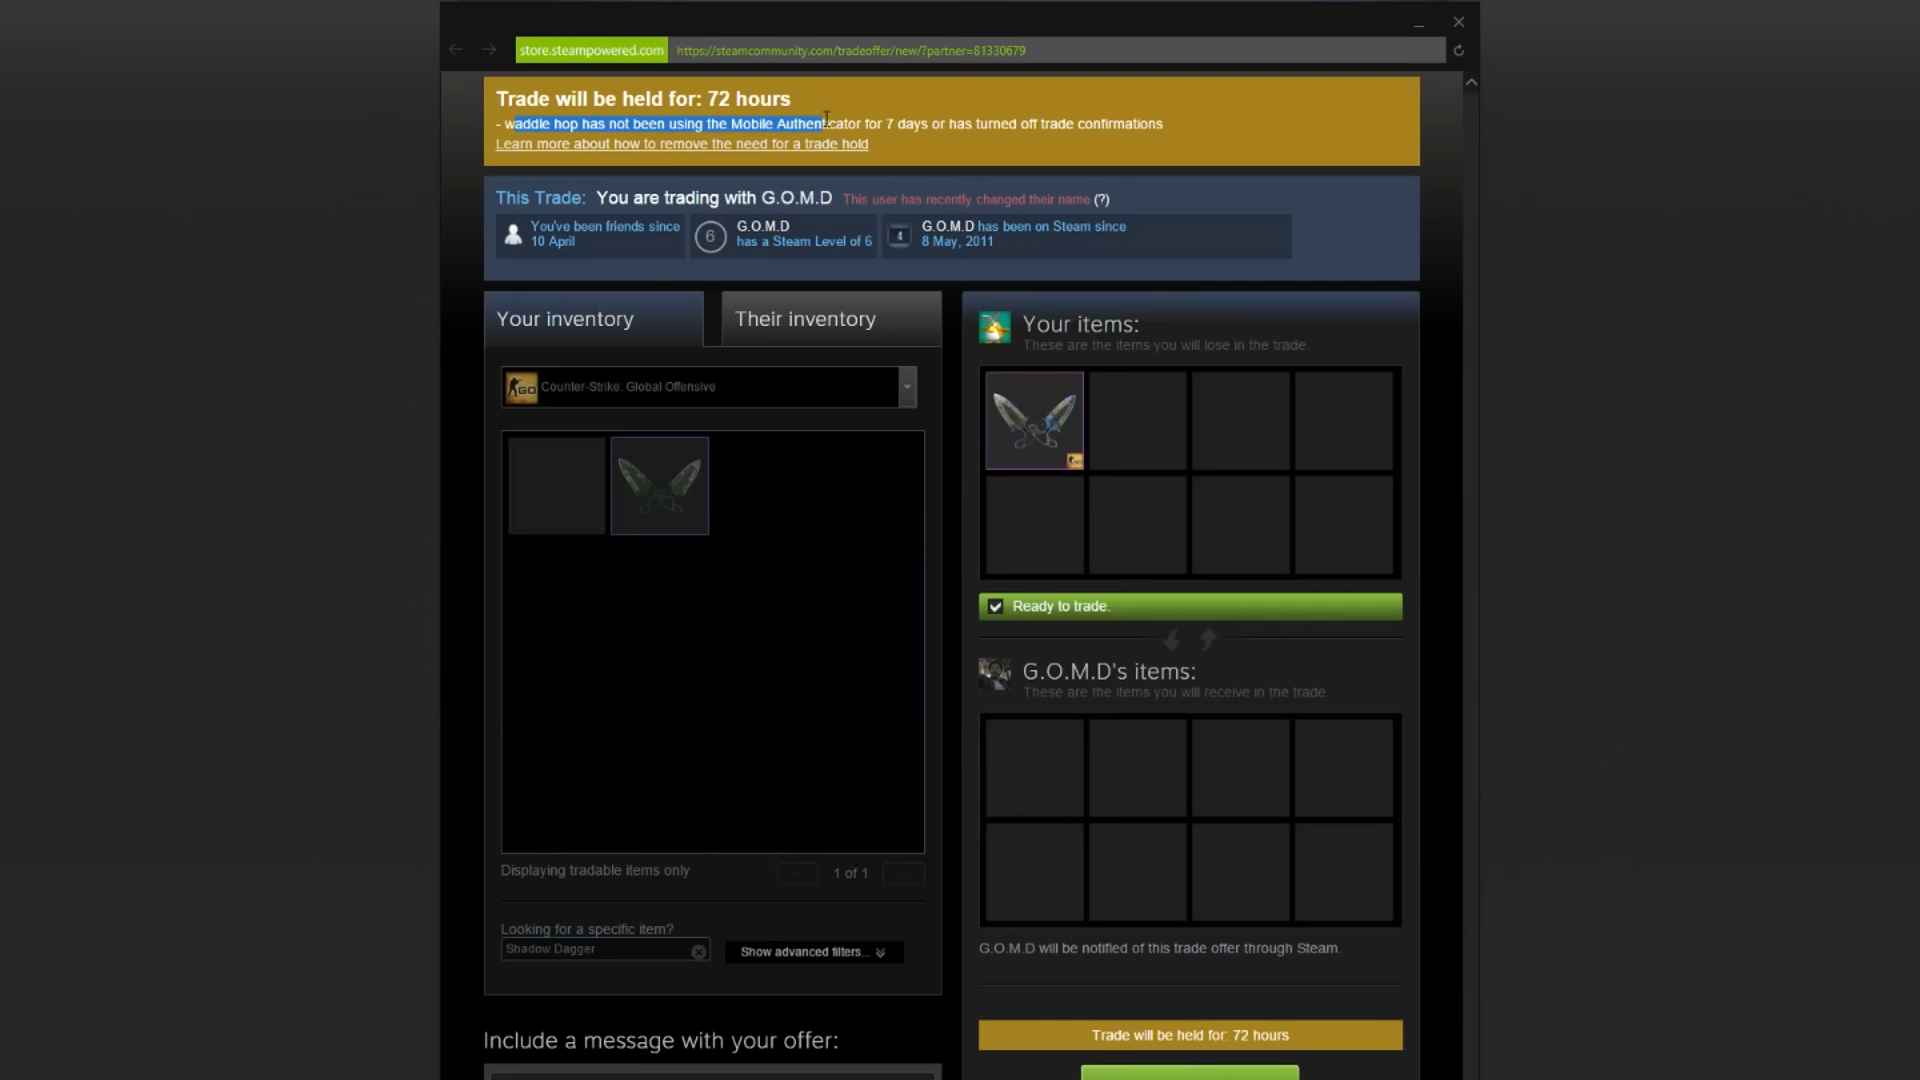 store.steampowered.com https://steamcommunity.com/tradeoffer/new/?partner=81330679
Trade will be held for: 72 hours
- waddle hop has not been using the Mobile Authenticator for 7 days or has turned off trade confirmations
Learn more about how to remove the need for a trade hold
This Trade: You are trading with G.O.M.D This user has recently changed their name (?)
You've been friends since
10 April
6
G.O.M.D
has a Steam Level of 6
4
G.O.M.D has been on Steam since
8 May, 2011
Your inventory
Their inventory
GO Counter-Strike: Global Offensive
Displaying tradable items only
1 of 1
Looking for a specific item?
Shadow Dagger
Show advanced filters...
Include a message with your offer:
Your items:
These are the items you will lose in the trade.
Ready to trade.
G.O.M.D's items:
These are the items you will receive in the trade
G.O.M.D will be notified of this trade offer through Steam.
Trade will be held for: 72 hours